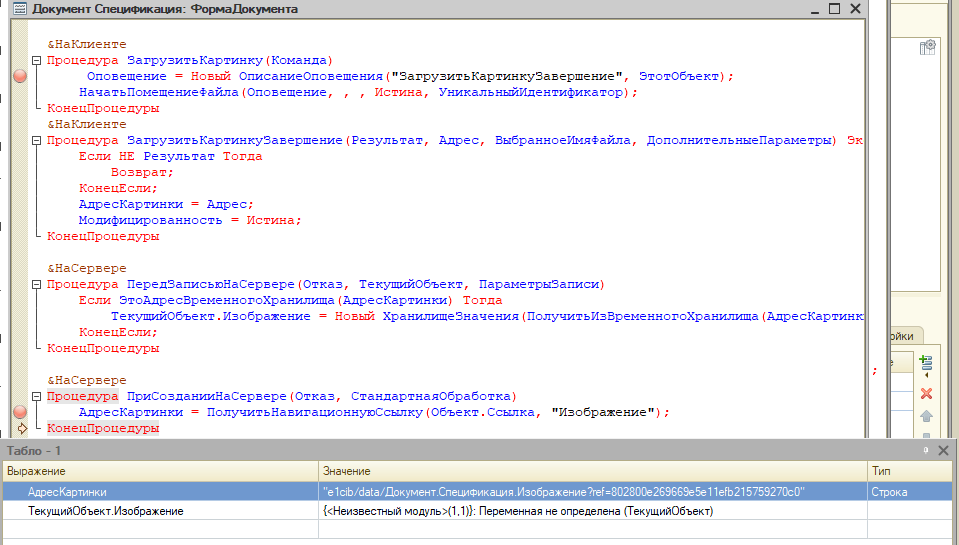 Документ Спецификация: ФормаДокумента
&НаКлиенте
Процедура ЗагрузитьКартинку(Команда)
Оповещение = Новый ОписаниеОповещения("ЗагрузитьКартинкуЗавершение", ЭтотОбъект);
НачатьПомещениеФайла(Оповещение, , , Истина, УникальныйИдентификатор);
КонецПроцедуры
&НаКлиенте
Процедура ЗагрузитьКартинкуЗавершение(Результат, Адрес, ВыбранноеИмяФайла, ДополнительныеПараметры) Эк
Если НЕ Результат Тогда
Возврат;
КонецЕсли;
АдресКартинки = Адрес;
Модифицированность = Истина;
КонецПроцедуры
&НаСервере
Процедура ПередЗаписьюНаСервере(Отказ, ТекущийОбъект, ПараметрыЗаписи)
Если ЭтоАдресВременногоХранилища(АдресКартинки) Тогда
ТекущийОбъект.Изображение = Новый ХранилищеЗначения(ПолучитьИзВременногоХранилища(АдресКартинк
КонецЕсли;
КонецПроцедуры
ойки
е
;
&НаСервере
Процедура ПриСозданииНаСервере(Отказ, СтандартнаяОбработка)
АдресКартинки = ПолучитьНавигационнуюСсылку(Объект.Ссылка, "Изображение");
КонецПроцедуры
Табло - 1
Выражение Значение Тип
АдресКартинки "e1cib/data/Документ.Спецификация.Изображение?ref=802800e269669e5e11efb215759270c0" Строка
ТекущийОбъект.Изображение {<Неизвестный модуль>(1,1)}: Переменная не определена (ТекущийОбъект)